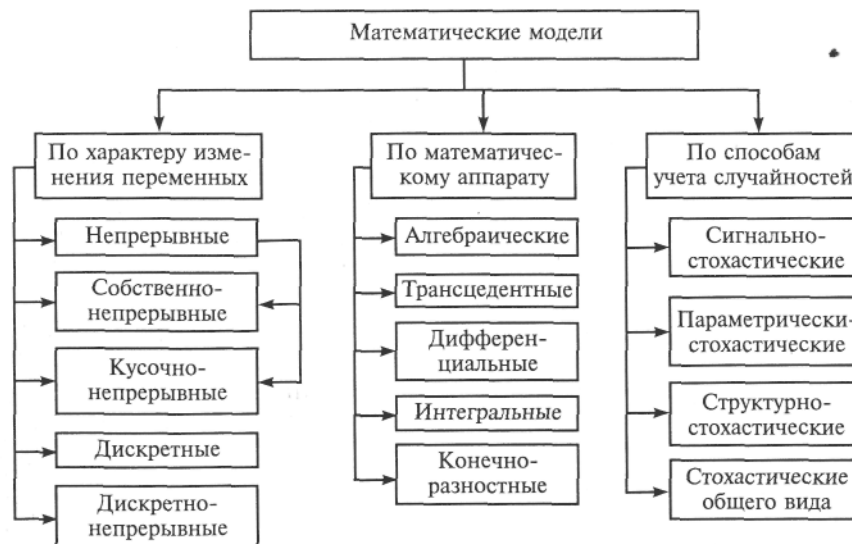 Математические модели
По характеру изме-
нения переменных
Непрерывные
Собственно-
непрерывные
Кусочно-
непрерывные
Дискретные
Дискретно-
непрерывные
По математичес-
кому аппарату
Алгебраические
Трансцедентные
Дифферен-
циальные
Интегральные
Конечно-
разностные
По способам
учета случайностей
Сигнально-
стохастические
Параметрически-
стохастические
Структурно-
стохастические
Стохастические
общего вида